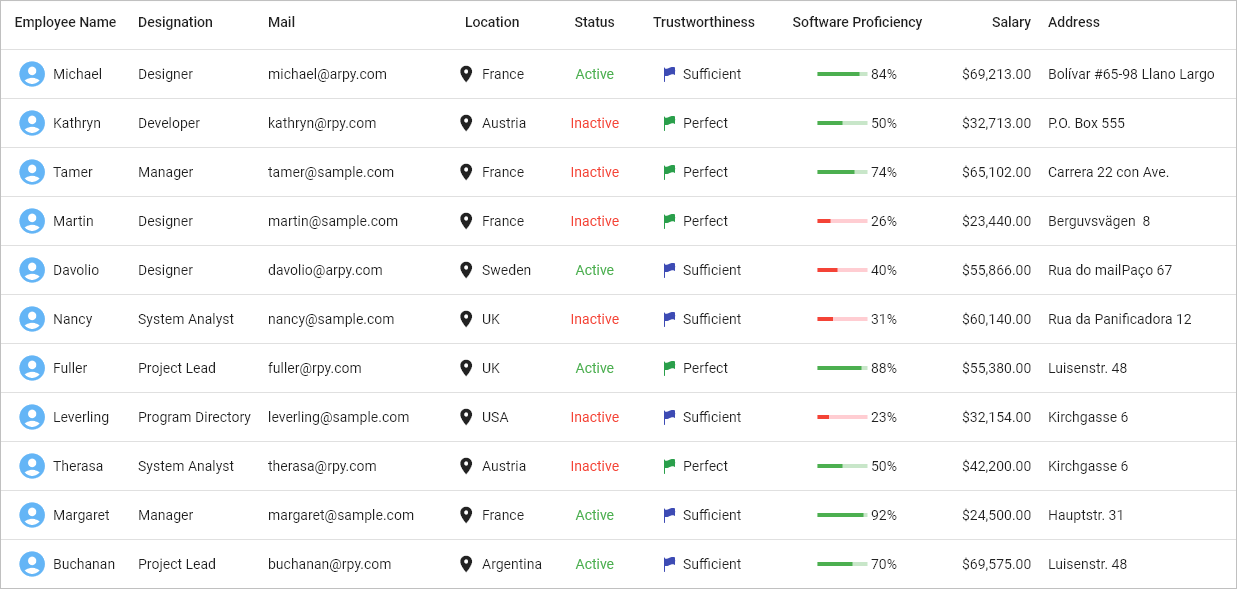 Employee Name Designation Mail Location Status Trustworthiness Software Proficiency Salary Address
Michael Designer michael@arpy.com France Active Sufficient 84% $69,213.00 Bolívar #65-98 Llano Largo
Kathryn Developer kathryn@rpy.com Austria Inactive Perfect 50% $32,713.00 P.O. Box 555
Tamer Manager tamer@sample.com France Inactive Perfect 74% $65,102.00 Carrera 22 con Ave.
Martin Designer martin@sample.com France Inactive Perfect 26% $23,440.00 Berguvsvägen  8
Davolio Designer davolio@arpy.com Sweden Active Sufficient 40% $55,866.00 Rua do mailPaço 67
Nancy System Analyst nancy@sample.com UK Inactive Sufficient 31% $60,140.00 Rua da Panificadora 12
Fuller Project Lead fuller@rpy.com UK Active Perfect 88% $55,380.00 Luisenstr. 48
Leverling Program Directory leverling@sample.com USA Inactive Sufficient 23% $32,154.00 Kirchgasse 6
Therasa System Analyst therasa@rpy.com Austria Inactive Perfect 50% $42,200.00 Kirchgasse 6
Margaret Manager margaret@sample.com France Active Sufficient 92% $24,500.00 Hauptstr. 31
Buchanan Project Lead buchanan@rpy.com Argentina Active Sufficient 70% $69,575.00 Luisenstr. 48